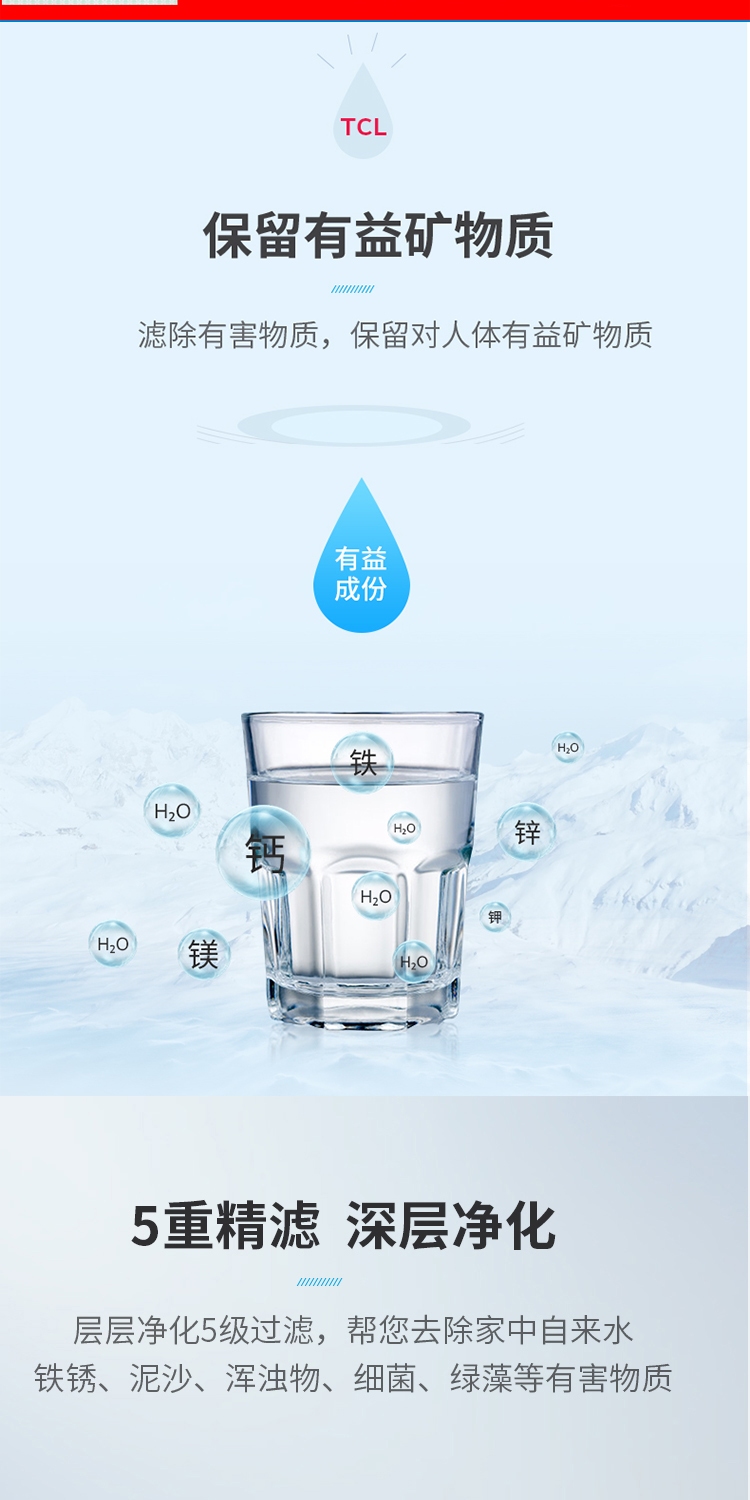 TCL
保留有益矿物质
滤除有害物质，保留对人体有益矿物质
有益
成份
铁
H₂O
H₂O
H₂O
钙
锌
H₂O
钾
H₂O
镁
H₂O
5重精滤 深层净化
层层净化5级过滤，帮您去除家中自来水
铁锈、泥沙、浑浊物、细菌、绿藻等有害物质